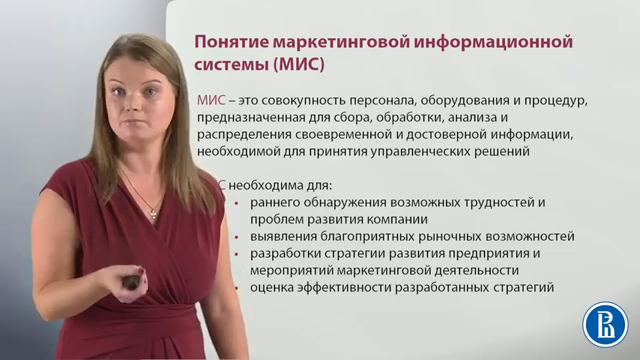 Понятие маркетинговой информационной
системы (МИС)
МИС – это совокупность персонала, оборудования и процедур,
предназначенная для сбора, обработки, анализа и
распределения своевременной и достоверной информации,
необходимой для принятия управленческих решений
С необходима для:
▪ раннего обнаружения возможных трудностей и
проблем развития компании
▪ выявления благоприятных рыночных возможностей
▪ разработки стратегии развития предприятия и
мероприятий маркетинговой деятельности
▪ оценка эффективности разработанных стратегий